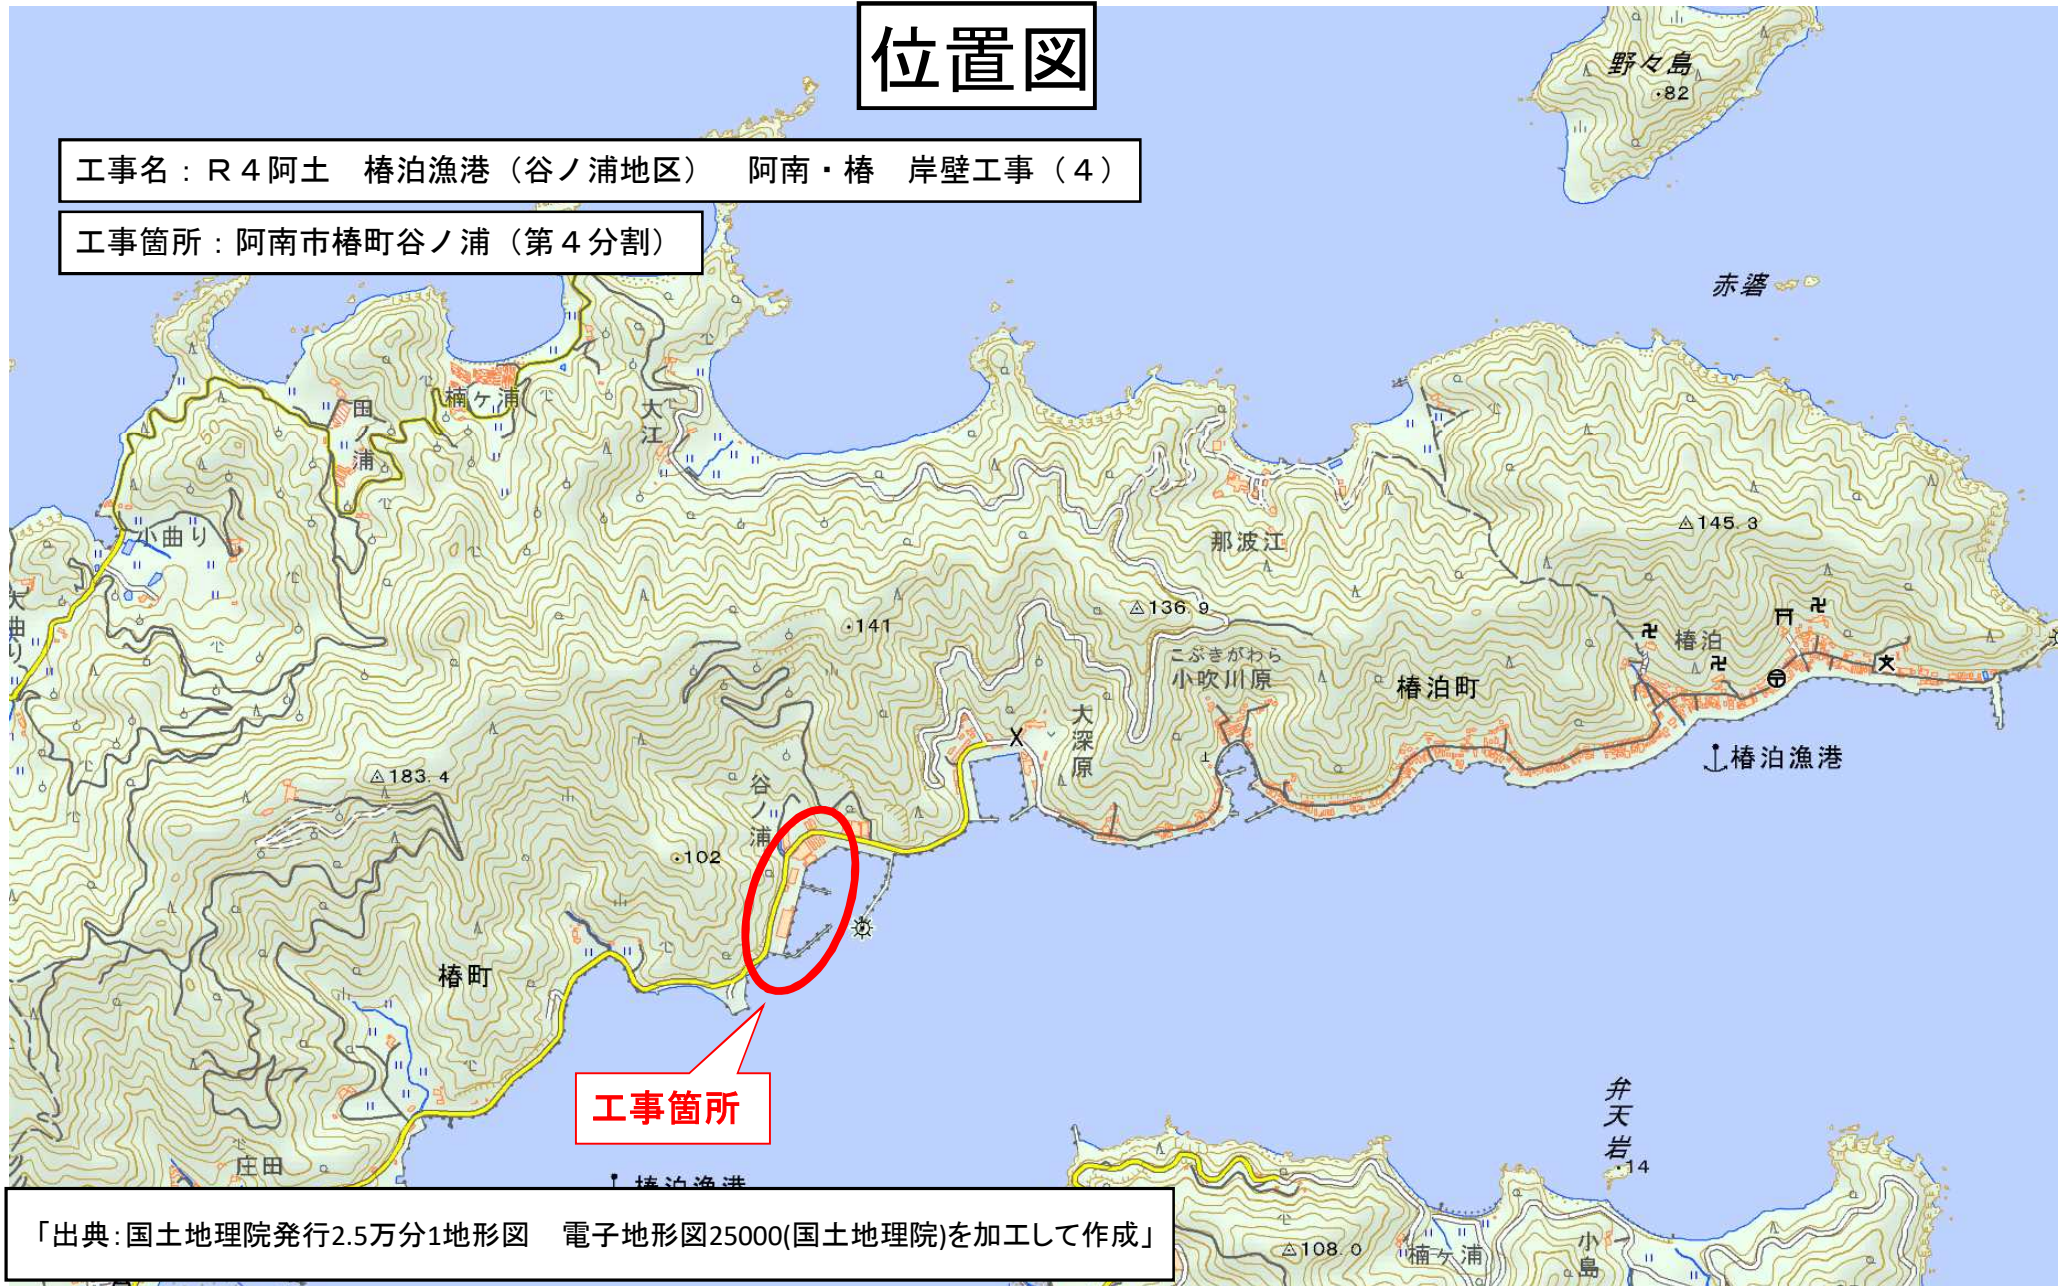 位置図
工事名：Ｒ４阿土　椿泊漁港（谷ノ浦地区）　阿南・椿　岸壁工事（４）
工事箇所：阿南市椿町谷ノ浦（第４分割）
野々島
82
赤碆
田ノ浦
楠ヶ浦
大江
小曲り
大曲り
那波江
145.3
136.9
141
こぶきがわら
小吹川原
椿泊町
椿泊
大深原
椿泊漁港
183.4
谷ノ浦
102
椿町
工事箇所
庄田
椿泊漁港
弁天岩
14
108.0
楠ヶ浦
小島
「出典：国土地理院発行2.5万分1地形図　電子地形図25000(国土地理院)を加工して作成」